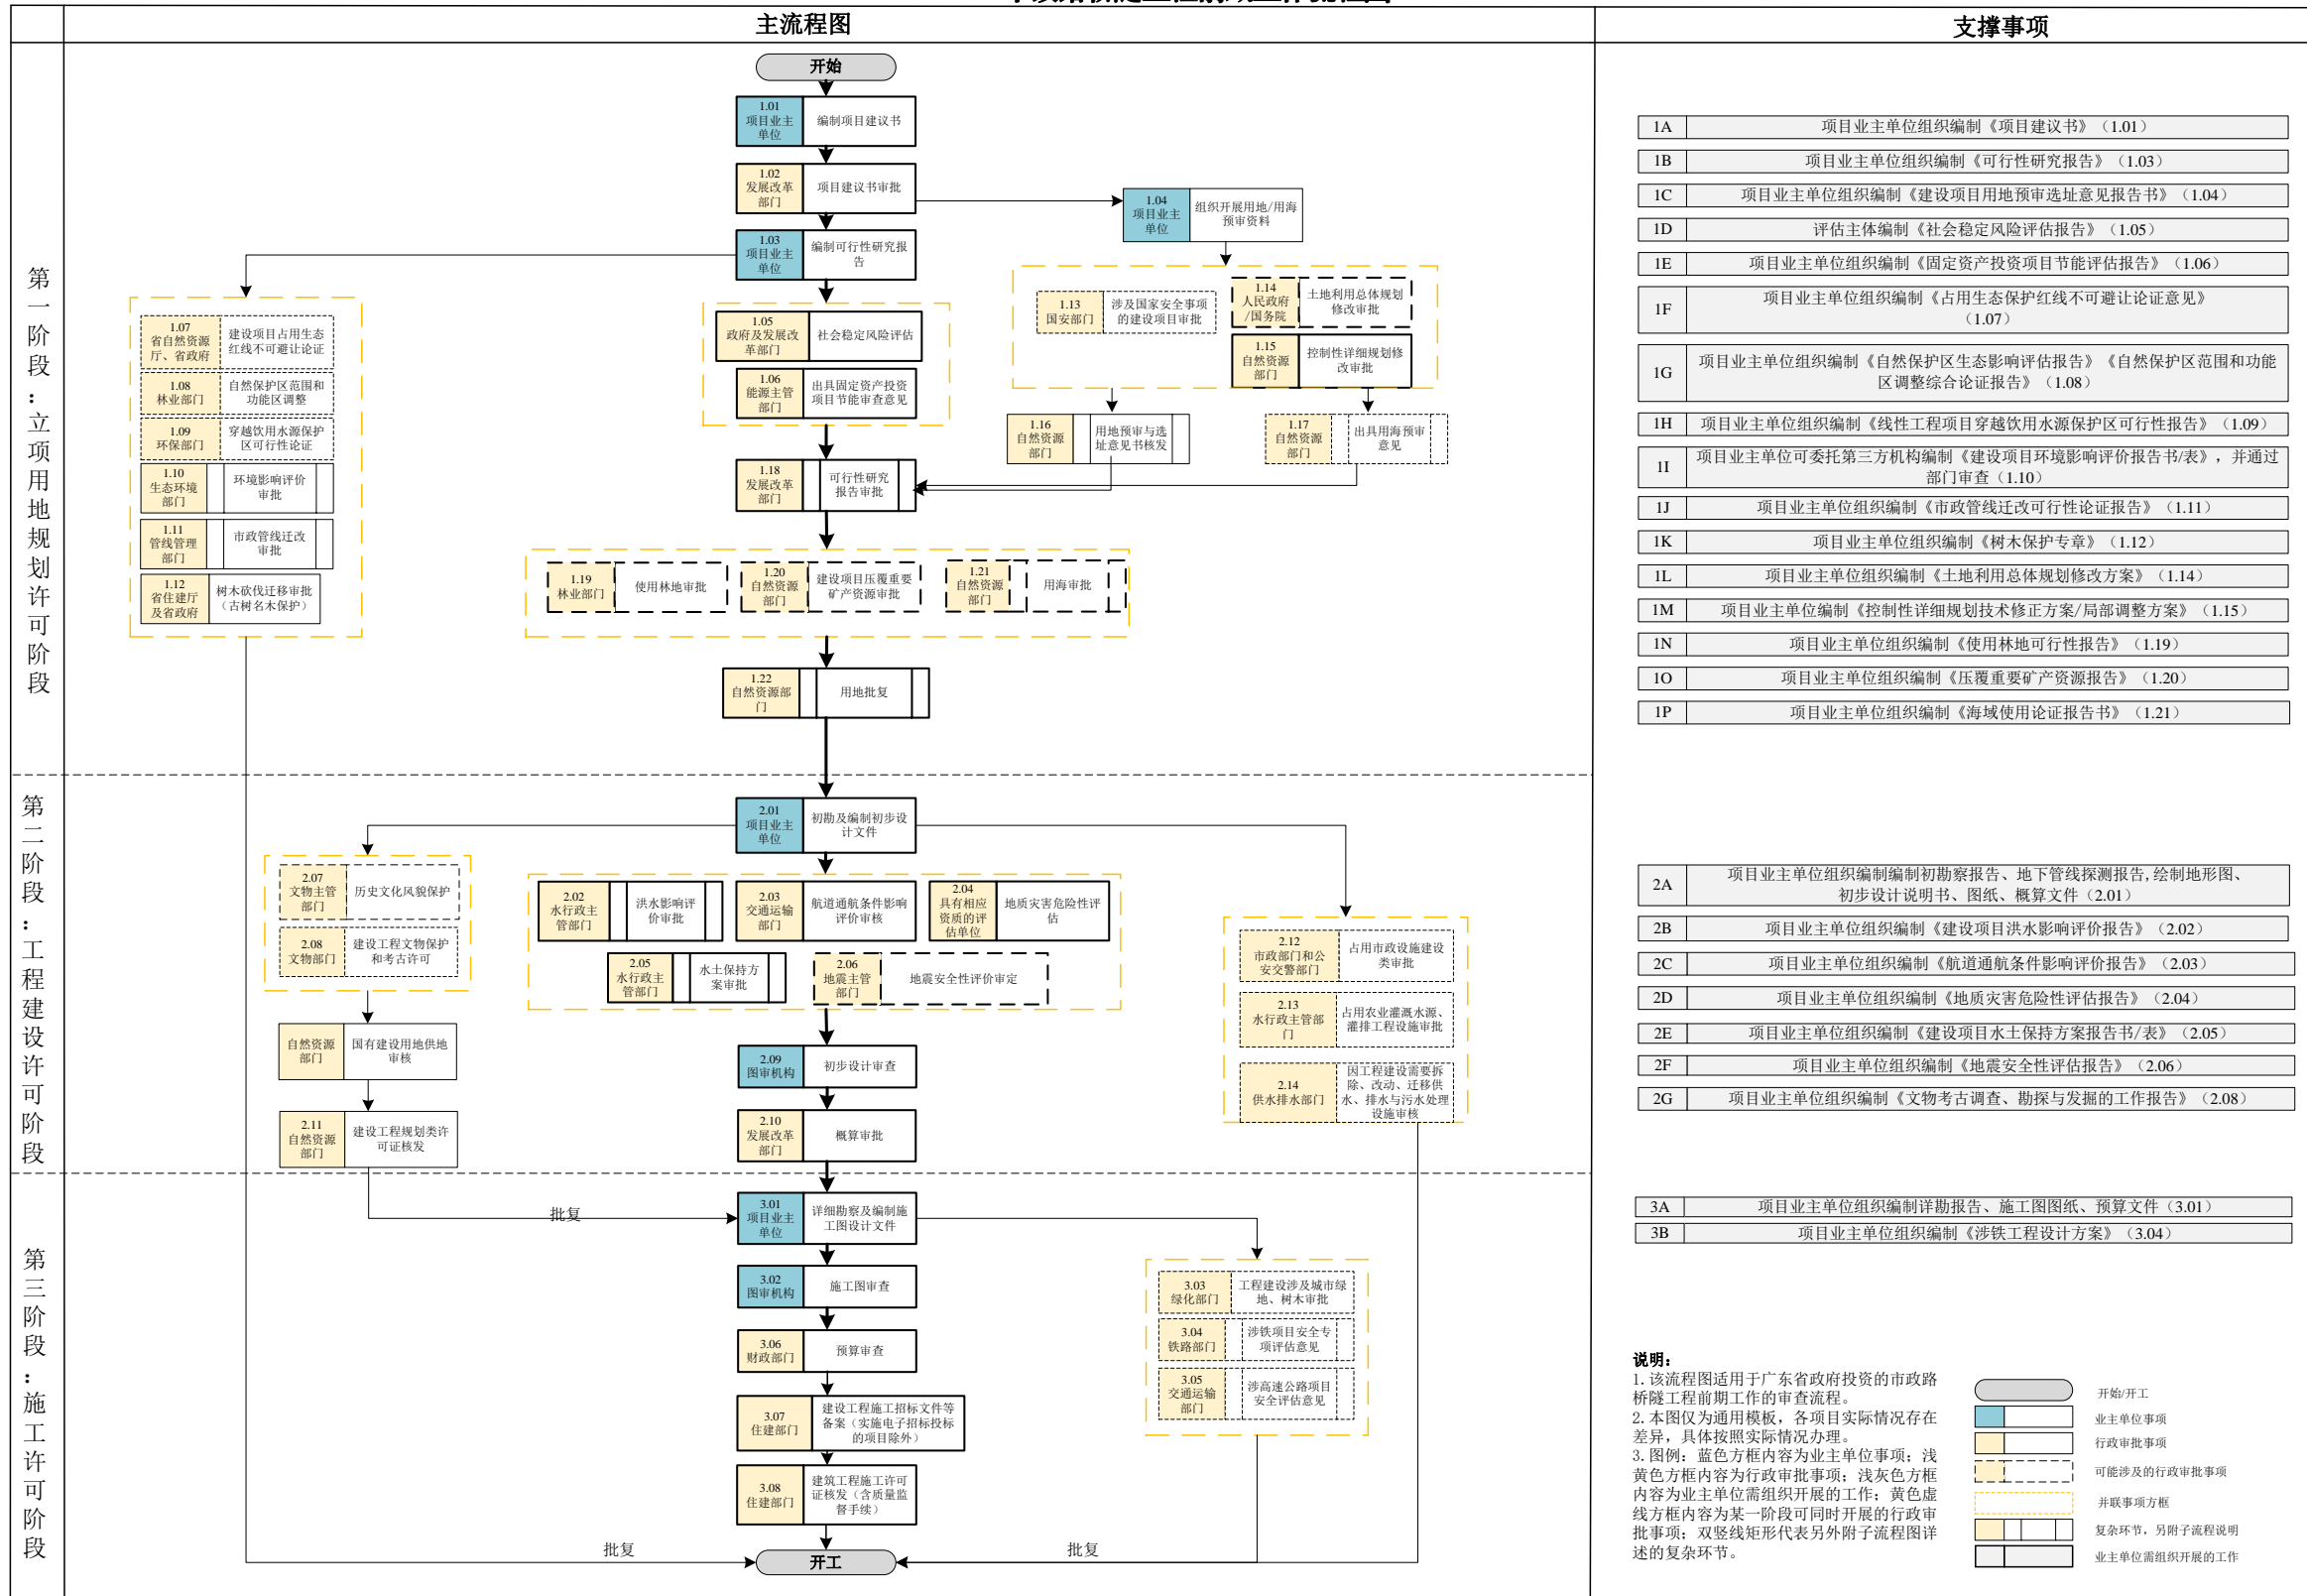 主流程图
支撑事项
第一阶段：立项用地规划许可阶段
开始
1.01
项目业主
单位
编制项目建议书
1.02
发展改革
部门
项目建议书审批
1.03
项目业主
单位
编制可行性研究报
告
1.04
项目业主
单位
组织开展用地/用海
预审资料
1.07
省自然资源
厅、省政府
建设项目占用生态
红线不可避让论证
1.08
林业部门
自然保护区范围和
功能区调整
1.09
环保部门
穿越饮用水源保护
区可行性论证
1.10
生态环境
部门
环境影响评价
审批
1.11
管线管理
部门
市政管线迁改
审批
1.12
省住建厅
及省政府
树木砍伐迁移审批
（古树名木保护）
1.05
政府及发展改
革部门
社会稳定风险评估
1.06
能源主管
部门
出具固定资产投资
项目节能审查意见
1.13
国安部门
涉及国家安全事项
的建设项目审批
1.14
人民政府
/国务院
土地利用总体规划
修改审批
1.15
自然资源
部门
控制性详细规划修
改审批
1.16
自然资源
部门
用地预审与选
址意见书核发
1.17
自然资源
部门
出具用海预审
意见
1.18
发展改革
部门
可行性研究
报告审批
1.19
林业部门
使用林地审批
1.20
自然资源
部门
建设项目压覆重要
矿产资源审批
1.21
自然资源
部门
用海审批
1.22
自然资源部
门
用地批复
第二阶段：工程建设许可阶段
2.01
项目业主
单位
初勘及编制初步设
计文件
2.07
文物主管
部门
历史文化风貌保护
2.08
文物部门
建设工程文物保护
和考古许可
自然资源
部门
国有建设用地供地
审核
2.11
自然资源
部门
建设工程规划类许
可证核发
2.02
水行政主
管部门
洪水影响评
价审批
2.03
交通运输
部门
航道通航条件影响
评价审核
2.04
具有相应
资质的评
估单位
地质灾害危险性评
估
2.05
水行政主
管部门
水土保持方
案审批
2.06
地震主管
部门
地震安全性评价审定
2.09
图审机构
初步设计审查
2.10
发展改革
部门
概算审批
2.12
市政部门和公
安交警部门
占用市政设施建设
类审批
2.13
水行政主管部
门
占用农业灌溉水源、
灌排工程设施审批
2.14
供水排水部门
因工程建设需要拆
除、改动、迁移供
水、排水与污水处理
设施审核
第三阶段：施工许可阶段
批复
3.01
项目业主
单位
详细勘察及编制施
工图设计文件
3.02
图审机构
施工图审查
3.06
财政部门
预算审查
3.07
住建部门
建设工程施工招标文件等
备案（实施电子招标投标
的项目除外）
3.08
住建部门
建筑工程施工许可
证核发（含质量监
督手续）
3.03
绿化部门
工程建设涉及城市绿
地、树木审批
3.04
铁路部门
涉铁项目安全专
项评估意见
3.05
交通运输
部门
涉高速公路项目
安全评估意见
批复
开工
批复
1A 项目业主单位组织编制《项目建议书》（1.01）
1B 项目业主单位组织编制《可行性研究报告》（1.03）
1C 项目业主单位组织编制《建设项目用地预审选址意见报告书》（1.04）
1D 评估主体编制《社会稳定风险评估报告》（1.05）
1E 项目业主单位组织编制《固定资产投资项目节能评估报告》（1.06）
1F 项目业主单位组织编制《占用生态保护红线不可避让论证意见》
（1.07）
1G 项目业主单位组织编制《自然保护区生态影响评估报告》《自然保护区范围和功能
区调整综合论证报告》（1.08）
1H 项目业主单位组织编制《线性工程项目穿越饮用水源保护区可行性报告》（1.09）
1I 项目业主单位可委托第三方机构编制《建设项目环境影响评价报告书/表》，并通过
部门审查（1.10）
1J 项目业主单位组织编制《市政管线迁改可行性论证报告》（1.11）
1K 项目业主单位组织编制《树木保护专章》（1.12）
1L 项目业主单位组织编制《土地利用总体规划修改方案》（1.14）
1M 项目业主单位编制《控制性详细规划技术修正方案/局部调整方案》（1.15）
1N 项目业主单位组织编制《使用林地可行性报告》（1.19）
1O 项目业主单位组织编制《压覆重要矿产资源报告》（1.20）
1P 项目业主单位组织编制《海域使用论证报告书》（1.21）
2A 项目业主单位组织编制编制初勘察报告、地下管线探测报告,绘制地形图、
初步设计说明书、图纸、概算文件（2.01）
2B 项目业主单位组织编制《建设项目洪水影响评价报告》（2.02）
2C 项目业主单位组织编制《航道通航条件影响评价报告》（2.03）
2D 项目业主单位组织编制《地质灾害危险性评估报告》（2.04）
2E 项目业主单位组织编制《建设项目水土保持方案报告书/表》（2.05）
2F 项目业主单位组织编制《地震安全性评估报告》（2.06）
2G 项目业主单位组织编制《文物考古调查、勘探与发掘的工作报告》（2.08）
3A 项目业主单位组织编制详勘报告、施工图图纸、预算文件（3.01）
3B 项目业主单位组织编制《涉铁工程设计方案》（3.04）
说明：
1.该流程图适用于广东省政府投资的市政路
桥隧工程前期工作的审查流程。
2.本图仅为通用模板，各项目实际情况存在
差异，具体按照实际情况办理。
3.图例：蓝色方框内容为业主单位事项；浅
黄色方框内容为行政审批事项；浅灰色方框
内容为业主单位需组织开展的工作；黄色虚
线方框内容为某一阶段可同时开展的行政审
批事项；双竖线矩形代表另外附子流程图详
述的复杂环节。
开始/开工
业主单位事项
行政审批事项
可能涉及的行政审批事项
并联事项方框
复杂环节，另附子流程说明
业主单位需组织开展的工作